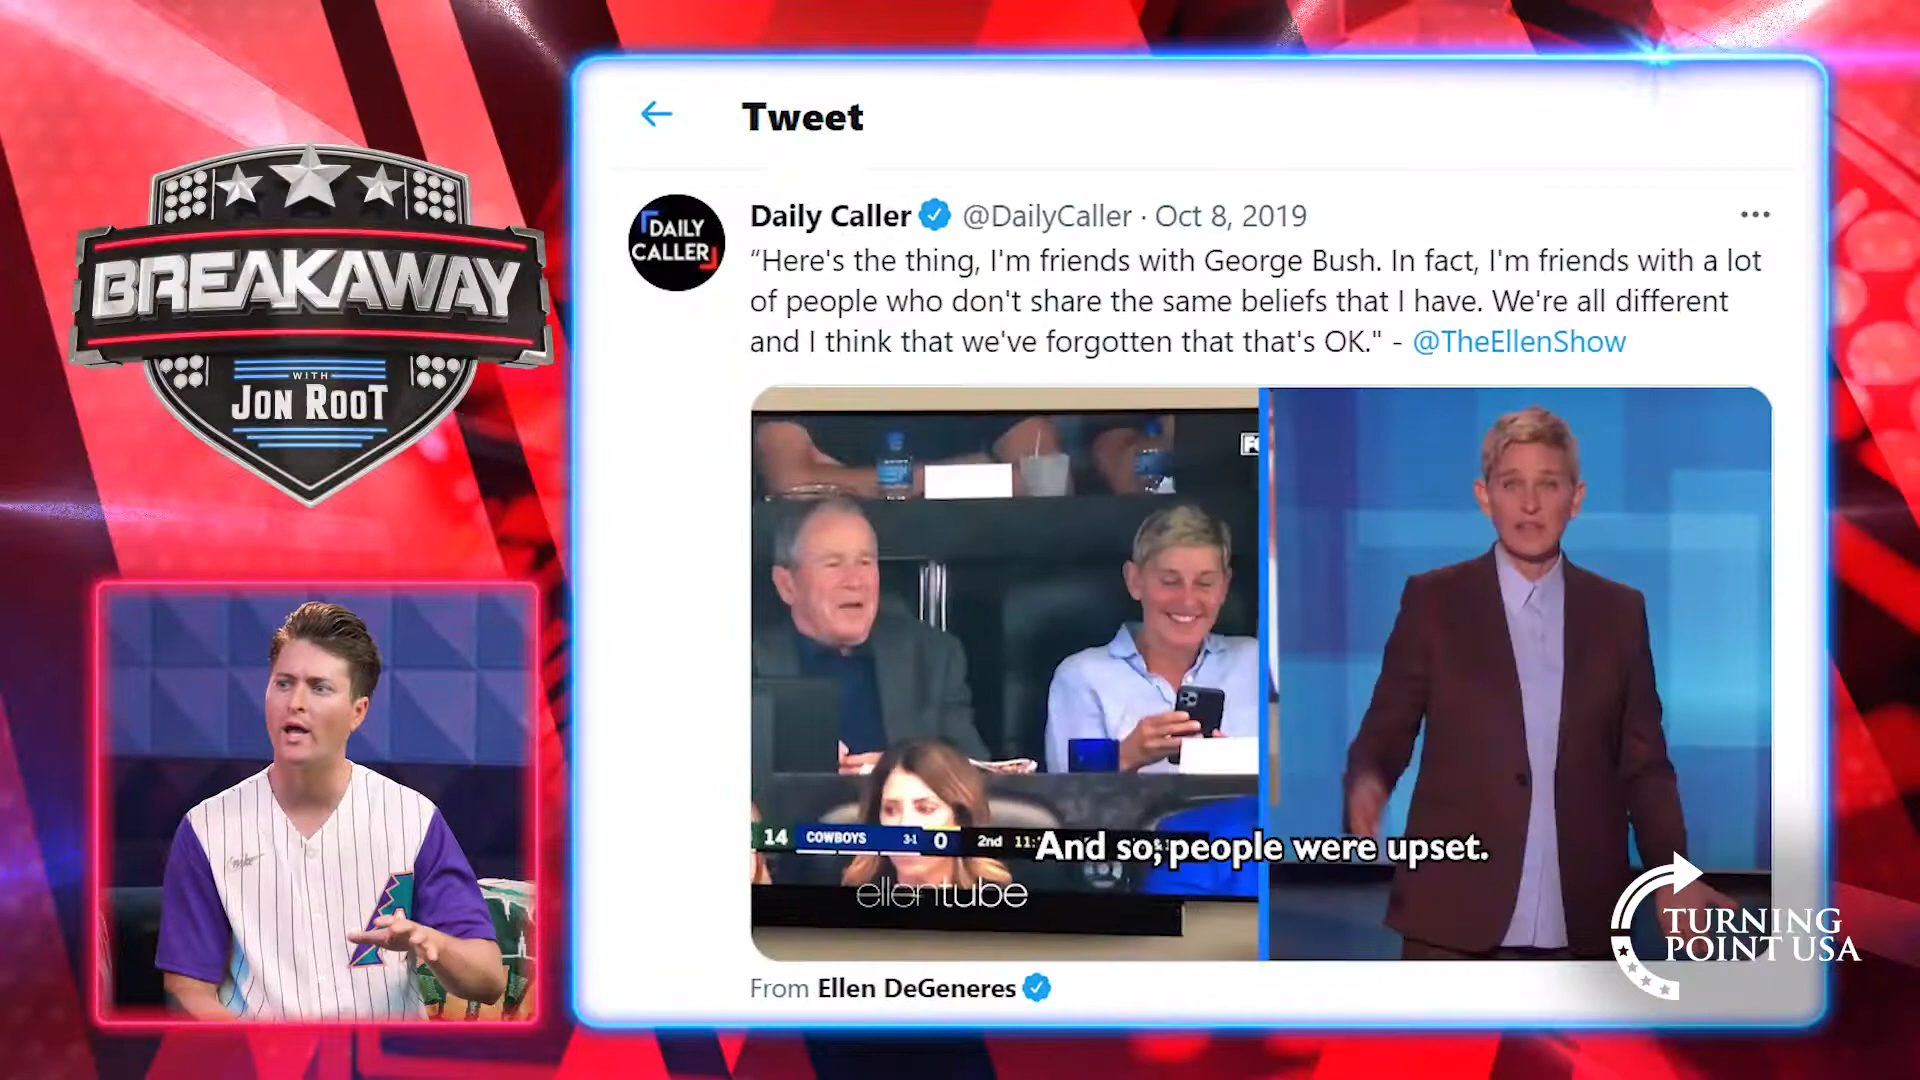 BREAKAWAY
WITH
JON ROOT
Tweet
DAILY
CALLER
Daily Caller @DailyCaller · Oct 8, 2019
“Here's the thing, I'm friends with George Bush. In fact, I'm friends with a lot
of people who don't share the same beliefs that I have. We're all different
and I think that we've forgotten that that's OK." - @TheEllenShow
14 COWBOYS 3-1 0 2nd 11:
And so, people were upset.
ellentube
From Ellen DeGeneres
TURNING
POINT USA